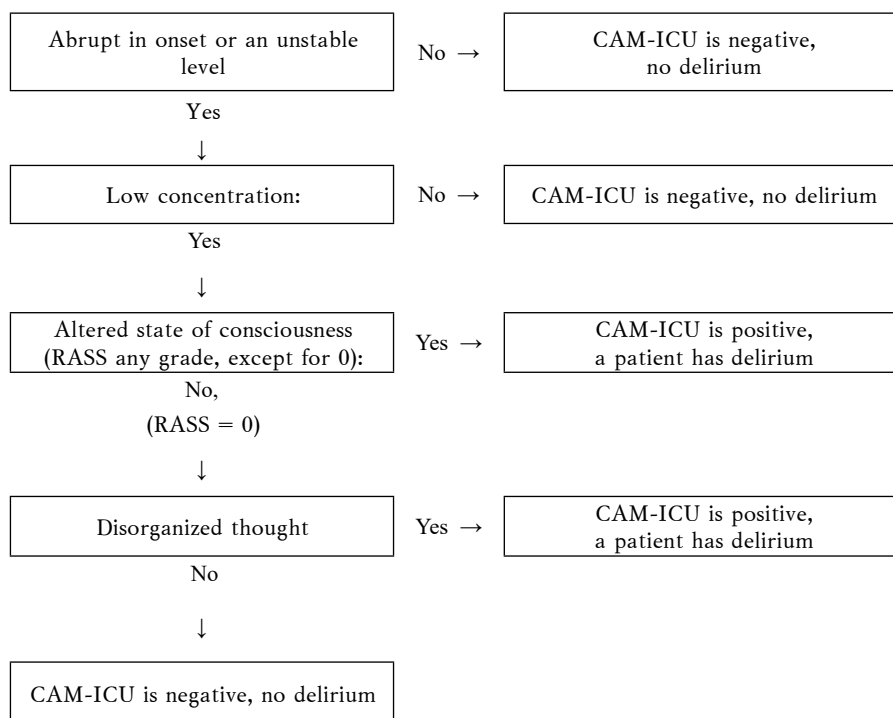 Abrupt in onset or an unstable
level
No →
CAM-ICU is negative,
no delirium
Yes
↓
Low concentration:
No →
CAM-ICU is negative, no delirium
Yes
↓
Altered state of consciousness
(RASS any grade, except for 0):
Yes →
CAM-ICU is positive,
a patient has delirium
No,
(RASS = 0)
↓
Disorganized thought
Yes →
CAM-ICU is positive,
a patient has delirium
No
↓
CAM-ICU is negative, no delirium